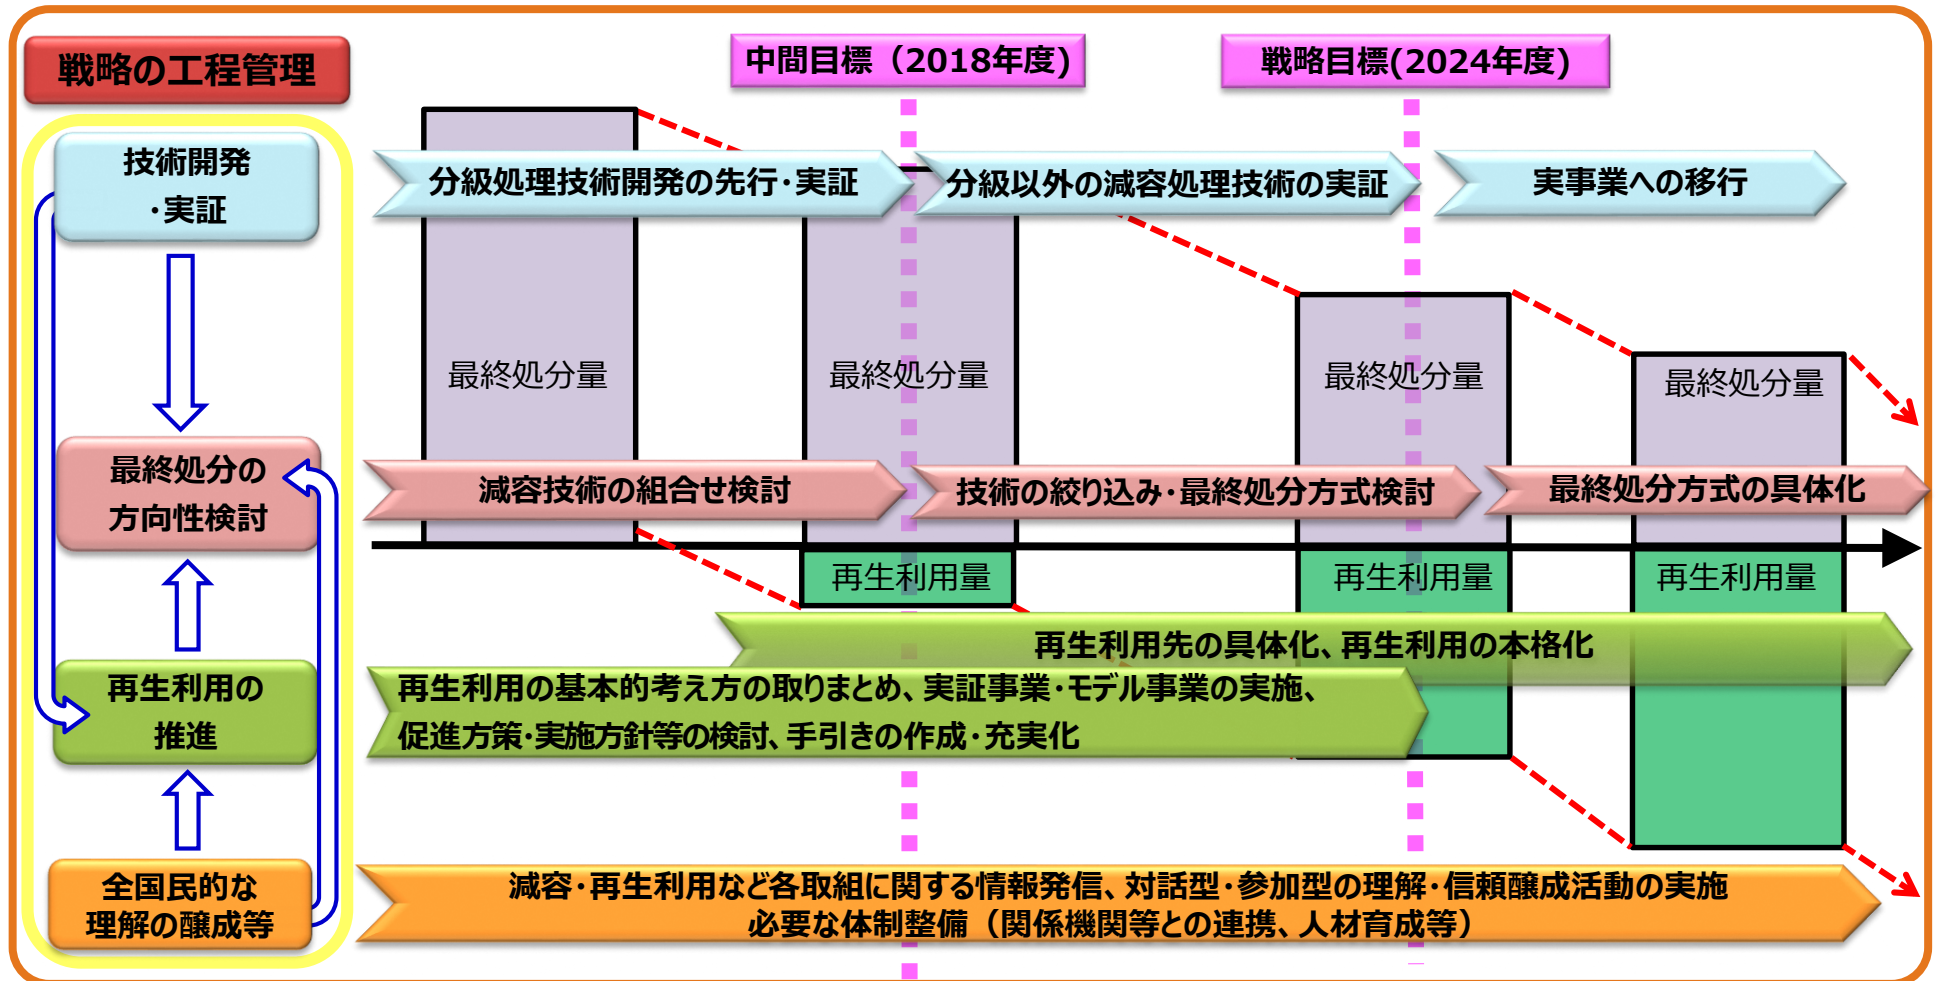 戦略の工程管理
中間目標（2018年度)
戦略目標(2024年度)
技術開発
・実証
分級処理技術開発の先行・実証
分級以外の減容処理技術の実証
実事業への移行
最終処分量
最終処分量
最終処分量
最終処分量
最終処分の
方向性検討
減容技術の組合せ検討
技術の絞り込み・最終処分方式検討
最終処分方式の具体化
再生利用量
再生利用量
再生利用量
再生利用先の具体化、再生利用の本格化
再生利用の
推進
再生利用の基本的考え方の取りまとめ、実証事業・モデル事業の実施、
促進方策・実施方針等の検討、手引きの作成・充実化
全国民的な
理解の醸成等
減容・再生利用など各取組に関する情報発信、対話型・参加型の理解・信頼醸成活動の実施
必要な体制整備（関係機関等との連携、人材育成等）